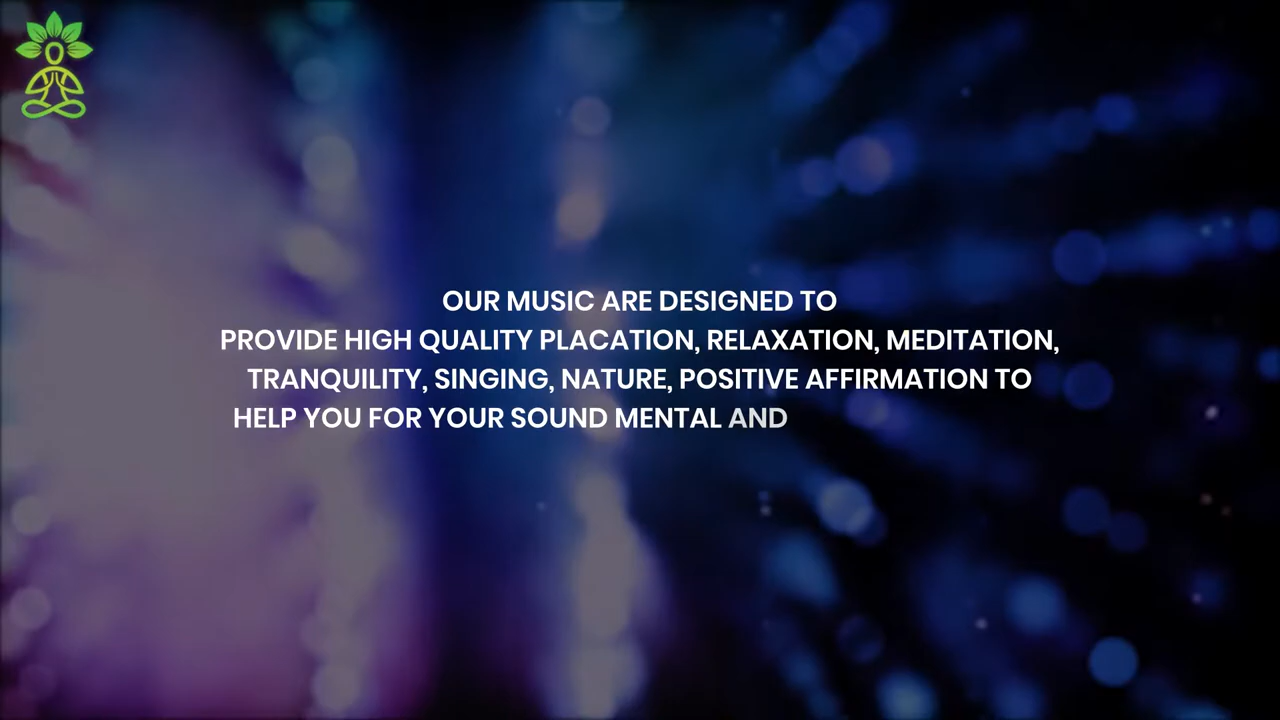 OUR MUSIC ARE DESIGNED TO
PROVIDE HIGH QUALITY PLACATION, RELAXATION, MEDITATION,
TRANQUILITY, SINGING, NATURE, POSITIVE AFFIRMATION TO
HELP YOU FOR YOUR SOUND MENTAL AND